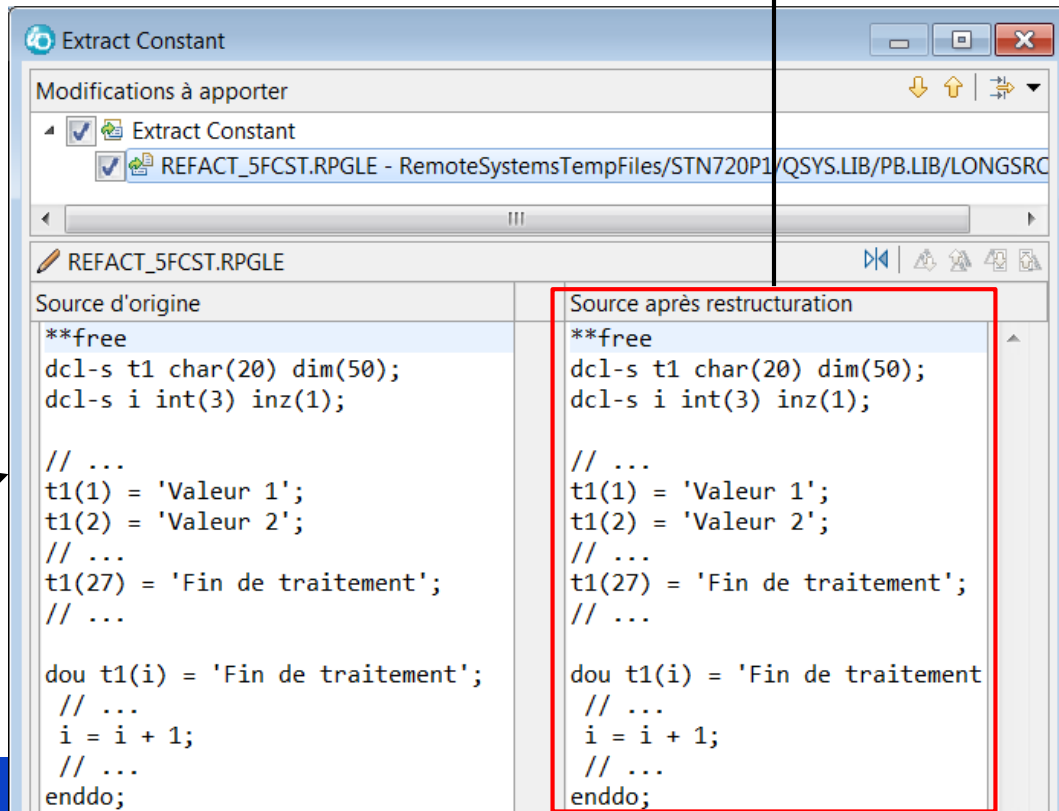 Extract Constant
Modifications à apporter
Extract Constant
REFACT_5FCST.RPGLE - RemoteSystemsTempFiles/STN720P1/QSYS.LIB/PB.LIB/LONGSRC
REFACT_5FCST.RPGLE
Source d'origine
**free
dcl-s t1 char(20) dim(50);
dcl-s i int(3) inz(1);
// ...
t1(1) = 'Valeur 1';
t1(2) = 'Valeur 2';
// ...
t1(27) = 'Fin de traitement';
// ...
dou t1(i) = 'Fin de traitement';
// ...
i = i + 1;
// ...
enddo;
Source après restructuration
**free
dcl-s t1 char(20) dim(50);
dcl-s i int(3) inz(1);
// ...
t1(1) = 'Valeur 1';
t1(2) = 'Valeur 2';
// ...
t1(27) = 'Fin de traitement';
// ...
dou t1(i) = 'Fin de traitement
// ...
i = i + 1;
// ...
enddo;